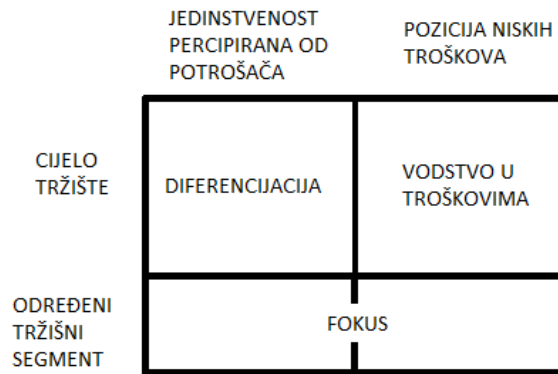 JEDINSTVENOST
PERCIPIRANA OD
POTROŠAČA
POZICIJA NISKIH
TROŠKOVA
CIJELO
TRŽIŠTE
DIFERENCIJACIJA
VODSTVO U
TROŠKOVIMA
ODREĐENI
TRŽIŠNI
SEGMENT
FOKUS